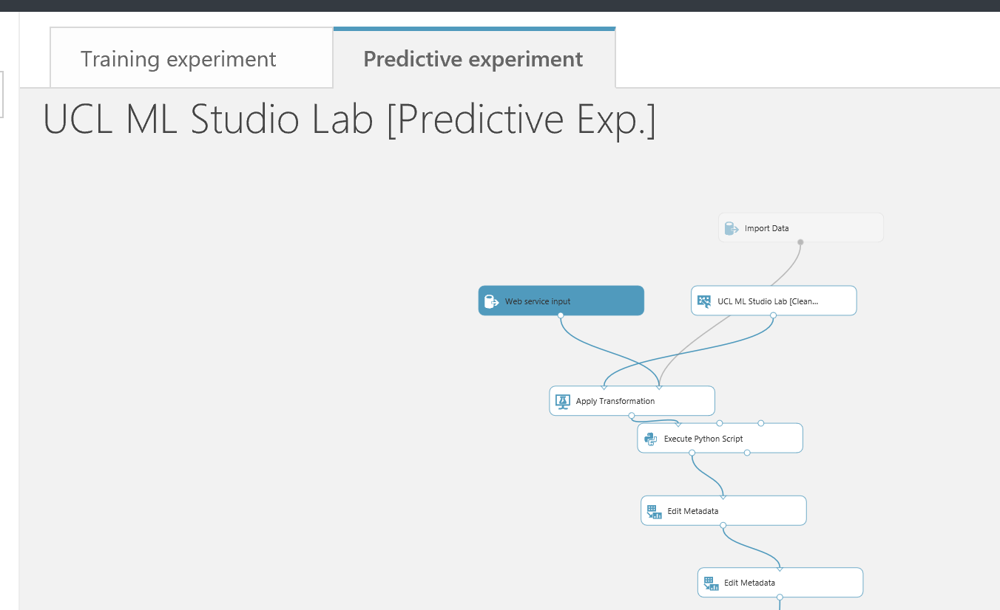 Training experiment
Predictive experiment
UCL ML Studio Lab [Predictive Exp.]
Import Data
Web service input
UCL ML Studio Lab [Clean...
Apply Transformation
Execute Python Script
Edit Metadata
Edit Metadata